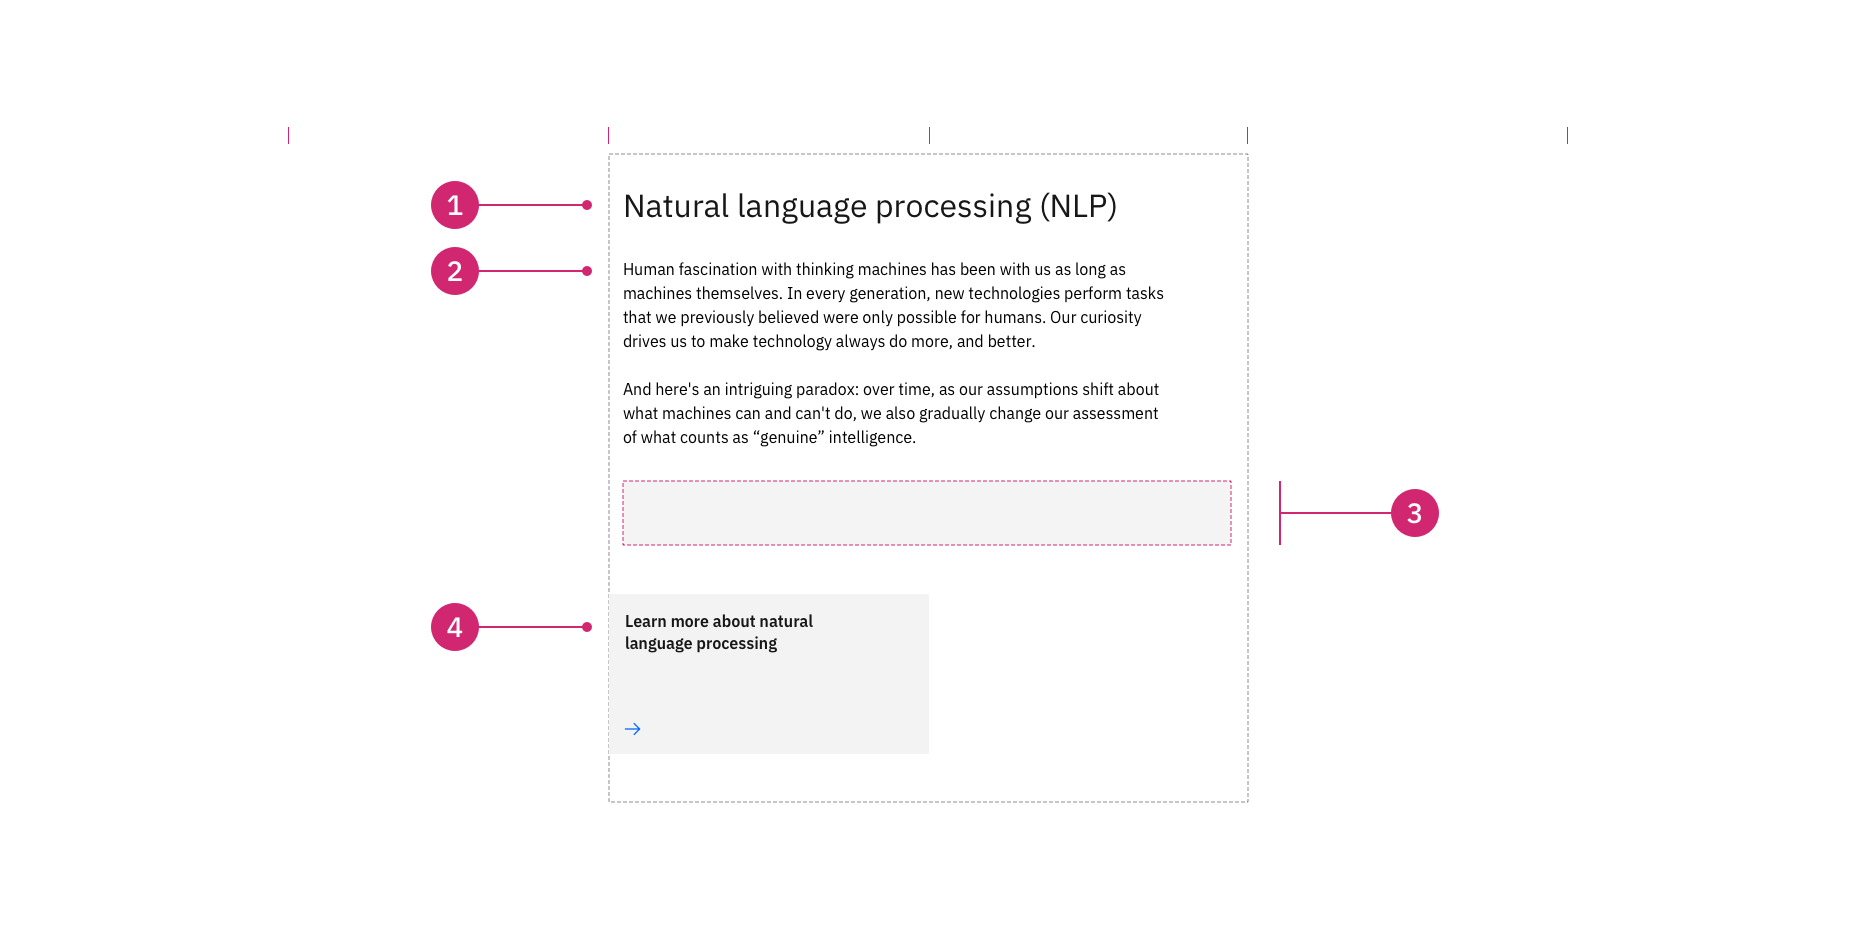 1
Natural language processing (NLP)
2
Human fascination with thinking machines has been with us as long as
machines themselves. In every generation, new technologies perform tasks
that we previously believed were only possible for humans. Our curiosity
drives us to make technology always do more, and better.
And here's an intriguing paradox: over time, as our assumptions shift about
what machines can and can't do, we also gradually change our assessment
of what counts as “genuine” intelligence.
3
4
Learn more about natural
language processing